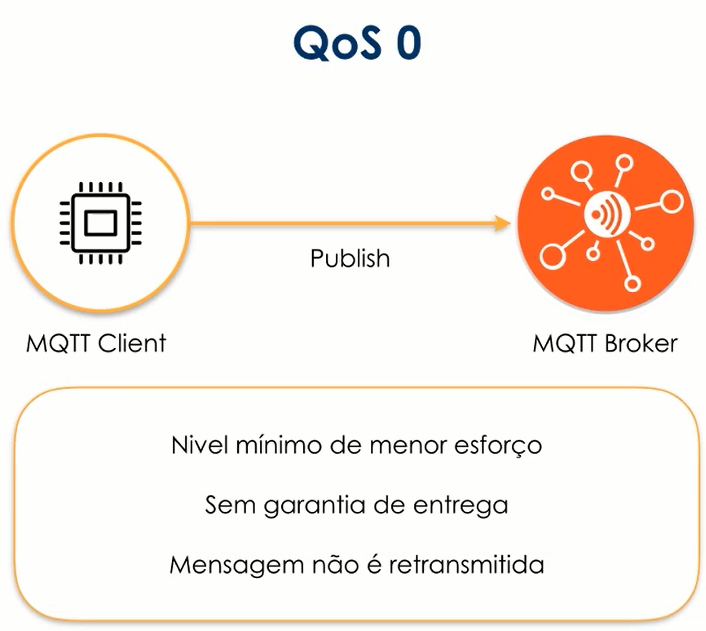 QoS 0
Publish
MQTT Client
MQTT Broker
Nivel mínimo de menor esforço
Sem garantia de entrega
Mensagem não é retransmitida